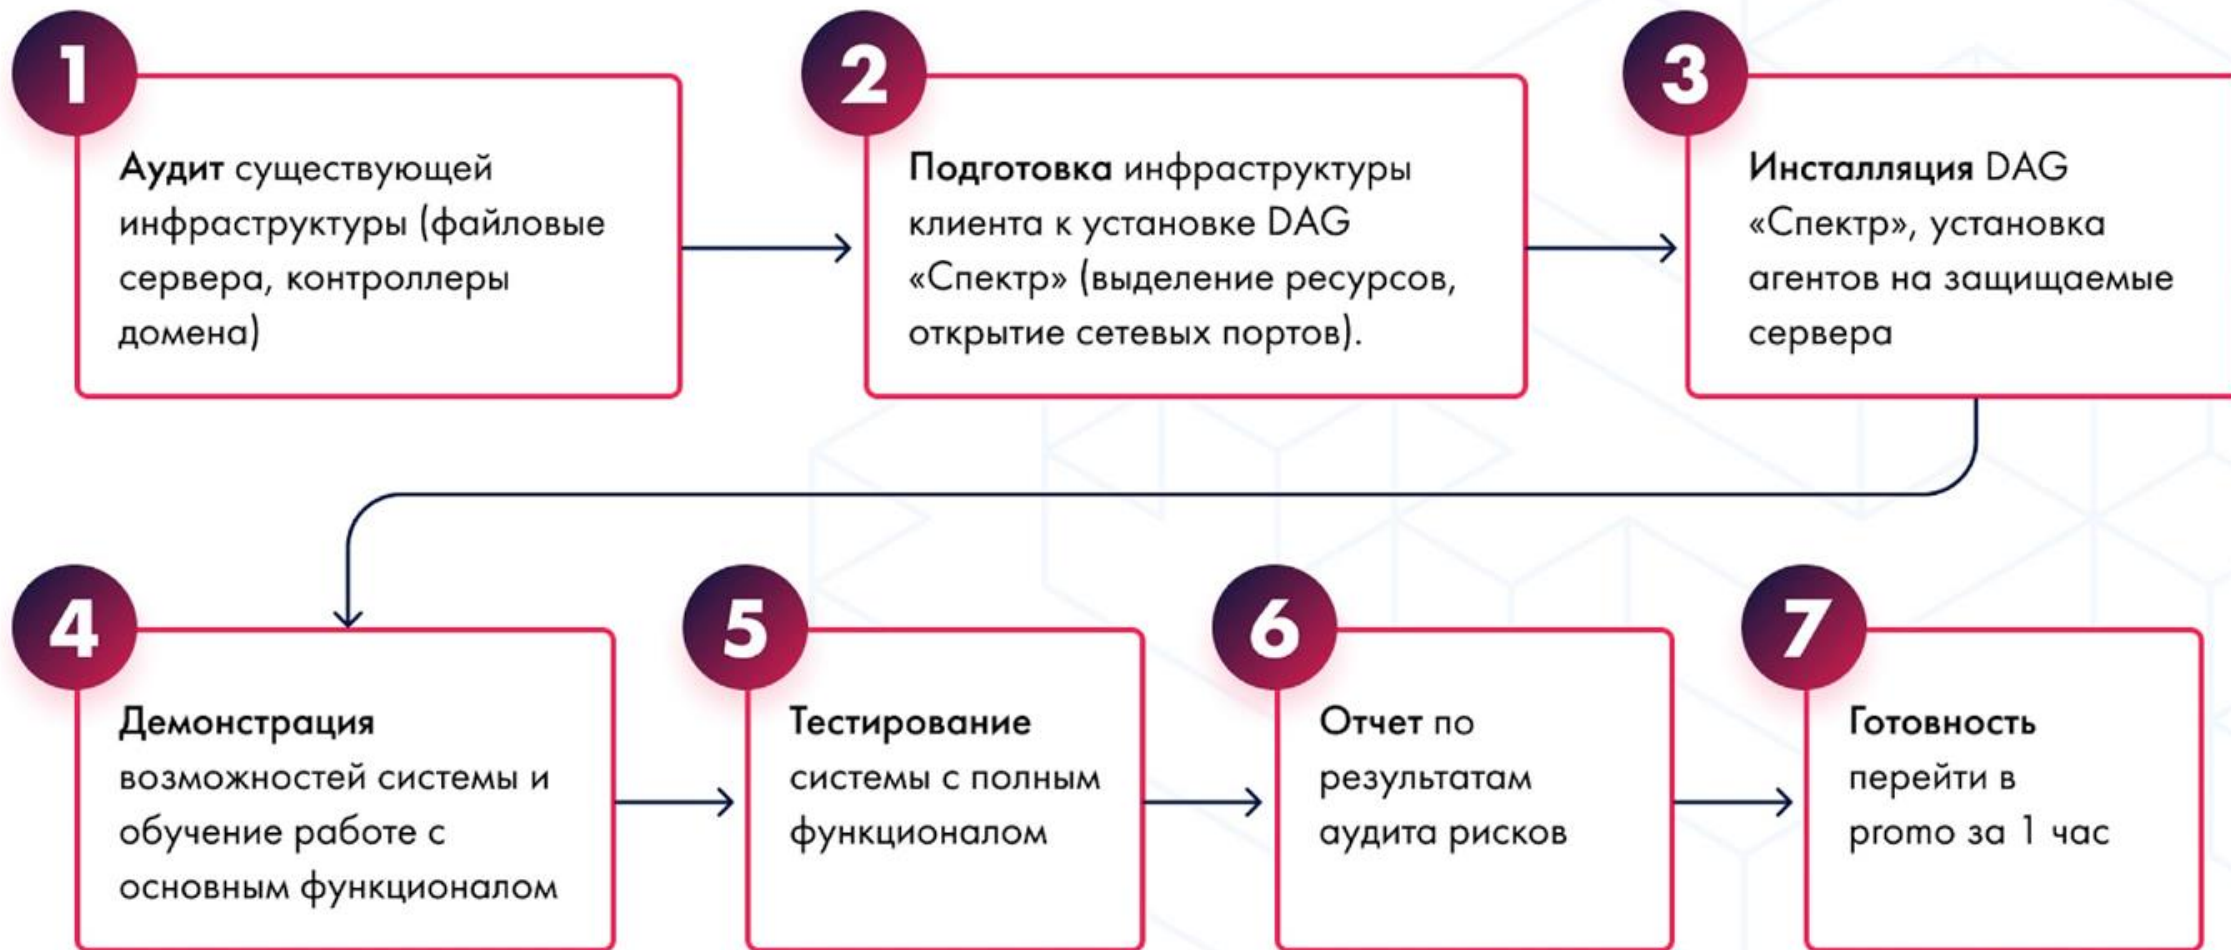 1
Аудит существующей
инфраструктуры (файловые
сервера, контроллеры
домена)
2
Подготовка инфраструктуры
клиента к установке DAG
«Спектр» (выделение ресурсов,
открытие сетевых портов).
3
Инсталляция DAG
«Спектр», установка
агентов на защищаемые
сервера
4
Демонстрация
возможностей системы и
обучение работе с
основным функционалом
5
Тестирование
системы с полным
функционалом
6
Отчет по
результатам
аудита рисков
7
Готовность
перейти в
promo за 1 час